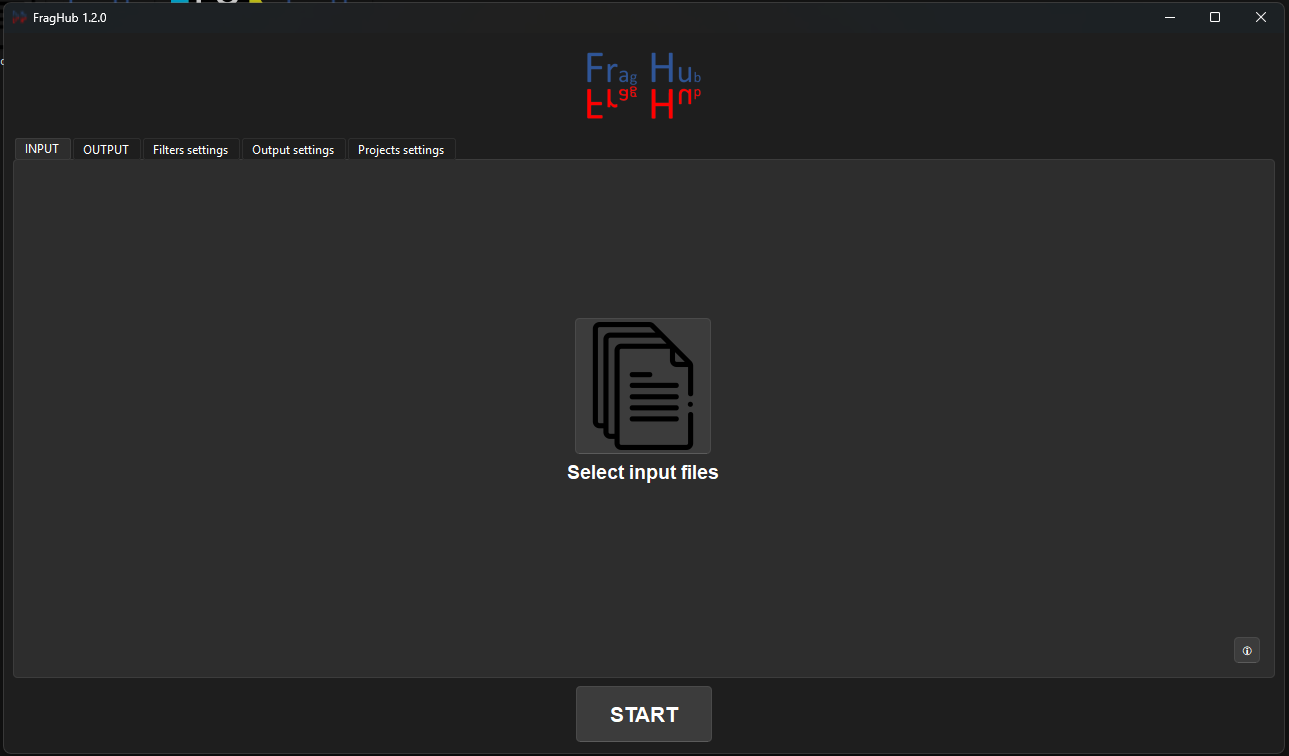 FragHub 1.2.0
Frag Hub
INPUT OUTPUT Filters settings Output settings Projects settings
Select input files
START